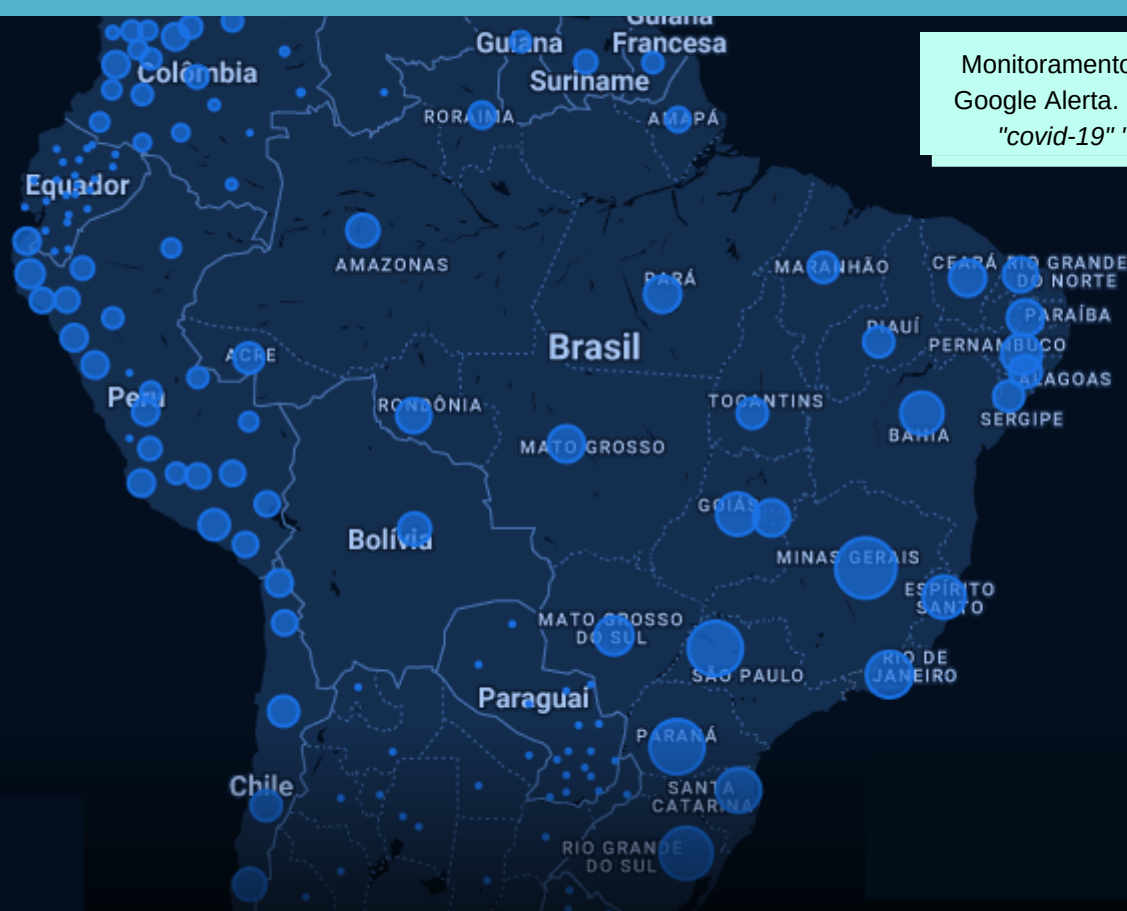 Guiana
Francesa
Guiana
Suriname
Colômbia
Monitoramento
Google Alerta.
"covid-19" "
RORAIMA
AMAPÁ
Equador
AMAZONAS
PARÁ
MARANHÃO
CEARÁ
RIO GRANDE
DO NORTE
PARAÍBA
PIAUÍ
PERNAMBUCO
Brasil
ACRE
ALAGOAS
Peru
RONDÔNIA
TOCANTINS
SERGIPE
BAHIA
MATO GROSSO
GOIÁS
Bolívia
MINAS GERAIS
ESPÍRITO
SANTO
MATO GROSSO
DO SUL
RIO DE
JANEIRO
SÃO PAULO
Paraguai
PARANÁ
Chile
SANTA
CATARINA
RIO GRANDE
DO SUL